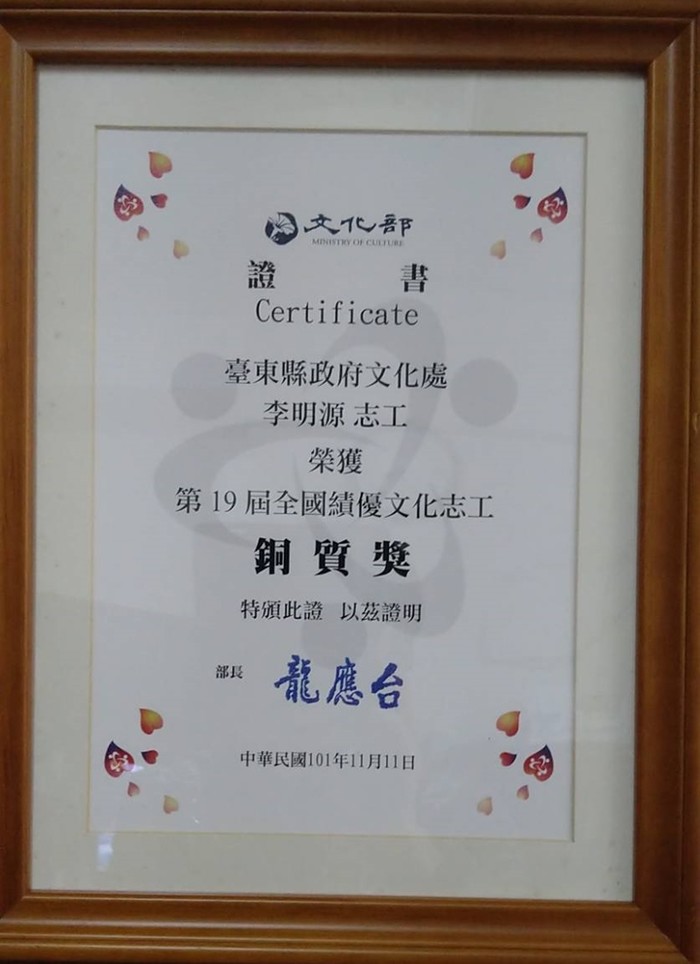 文化部
MINISTRY OF CULTURE
證 書
Certificate
臺東縣政府文化處
李明源 志工
榮獲
第 19 屆全國績優文化志工
銅質獎
特頒此證 以茲證明
部長 龍應台
中華民國101年11月11日